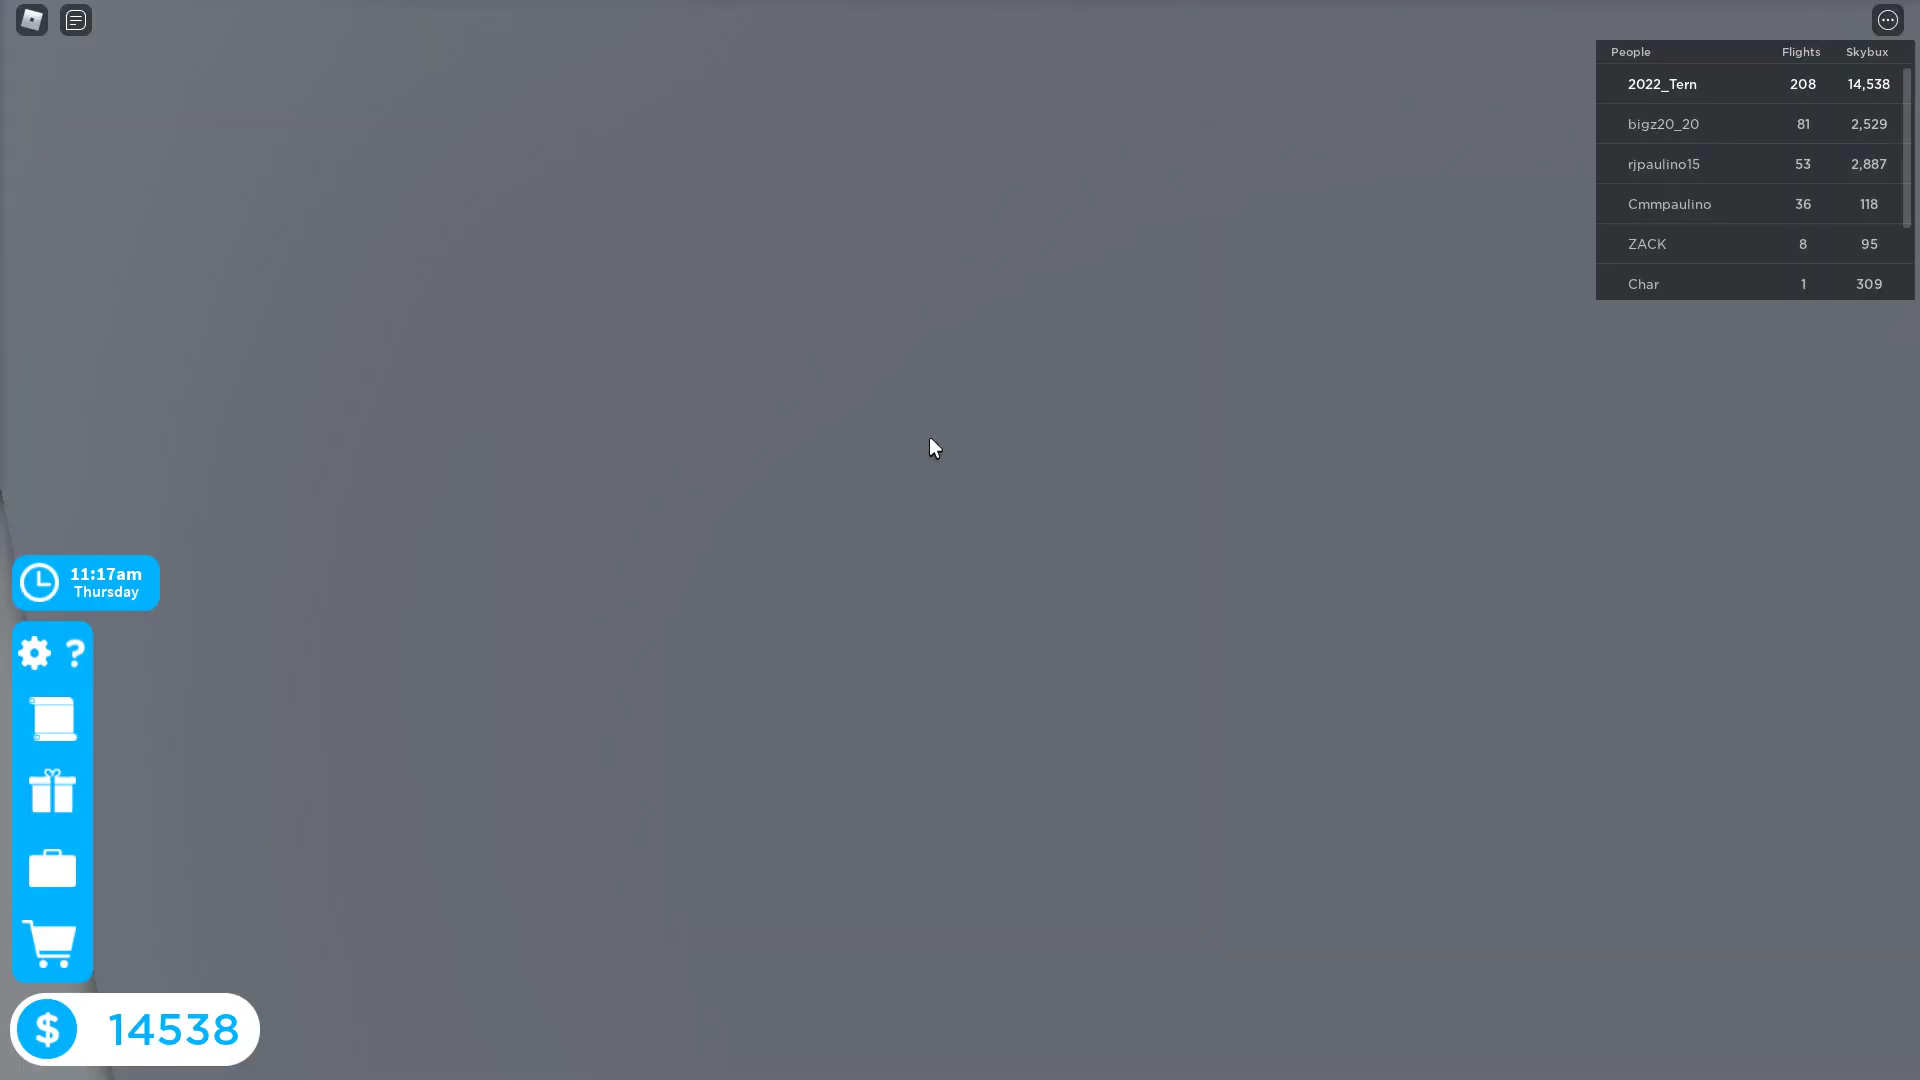 People Flights Skybux
2022_Tern 208 14,538
bigz20_20 81 2,529
rjpaulino15 53 2,887
Cmmpaulino 36 118
ZACK 8 95
Char 1 309
11:17am
Thursday
?
$ 14538